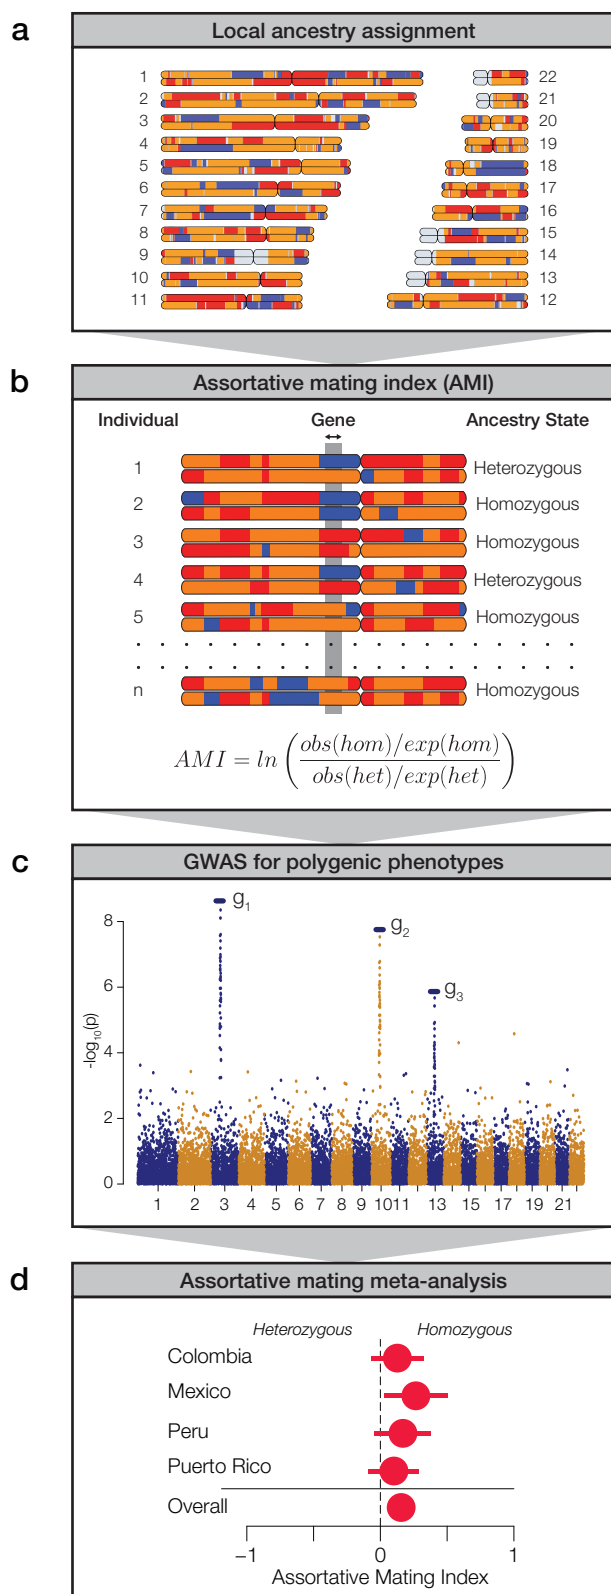 a
Local ancestry assignment
1 22
2 21
3 20
4 19
5 18
6 17
7 16
8 15
9 14
10 13
11 12
b
Assortative mating index (AMI)
Individual Gene Ancestry State
1 Heterozygous
2 Homozygous
3 Homozygous
4 Heterozygous
5 Homozygous
n Homozygous
AMI = ln ( obs(hom)/exp(hom) / obs(het)/exp(het) )
c
GWAS for polygenic phenotypes
g1
g2
g3
-log10(p)
8
6
4
2
0
1 2 3 4 5 6 7 8 9 10 11 13 15 17 19 21
d
Assortative mating meta-analysis
Heterozygous Homozygous
Colombia
Mexico
Peru
Puerto Rico
Overall
−1 0 1
Assortative Mating Index